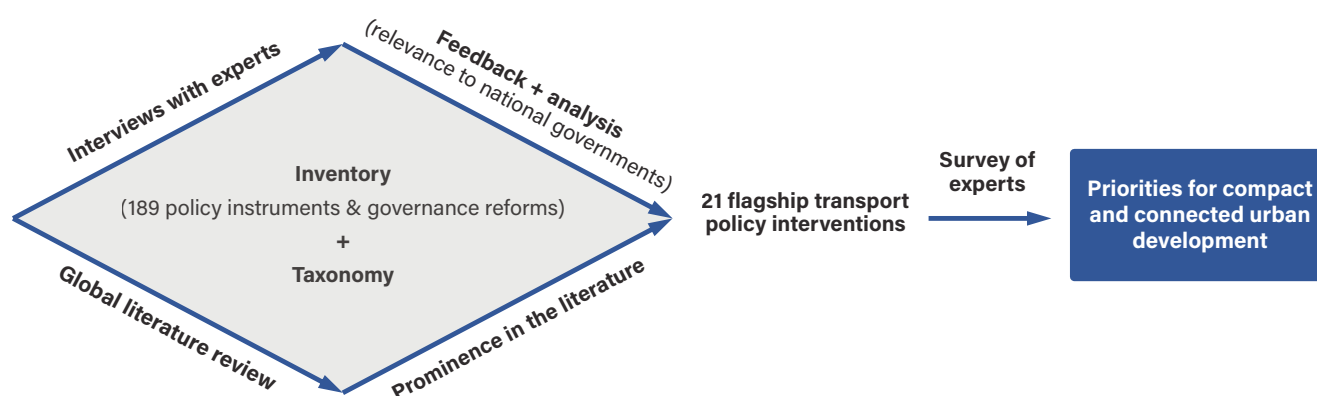 Interviews with experts
Feedback + analysis
(relevance to national governments)
Inventory
(189 policy instruments & governance reforms)
+
Taxonomy
Global literature review
Prominence in the literature
21 flagship transport
policy interventions
Survey of
experts
Priorities for compact
and connected urban
development